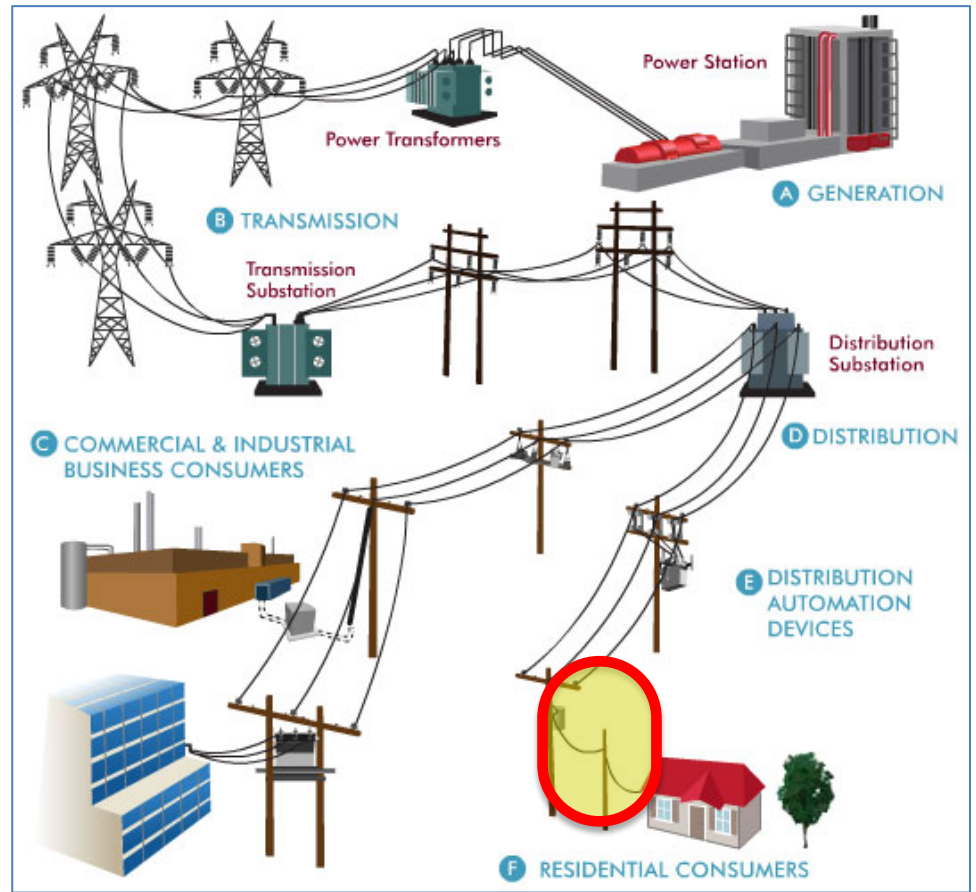 Power Station
Power Transformers
A GENERATION
B TRANSMISSION
Transmission
Substation
Distribution
Substation
C COMMERCIAL & INDUSTRIAL
BUSINESS CONSUMERS
D DISTRIBUTION
E DISTRIBUTION
AUTOMATION
DEVICES
F RESIDENTIAL CONSUMERS